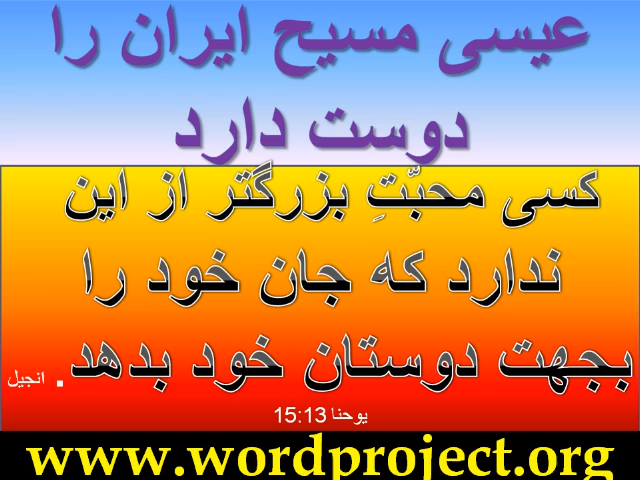 عیسی مسیح ایران را
دوست دارد
کسی محبّتِ بزرگتر از این
ندارد که جان خود را
بجهت دوستان خود بدهد. انجیل
یوحنا 15:13
www.wordproject.org